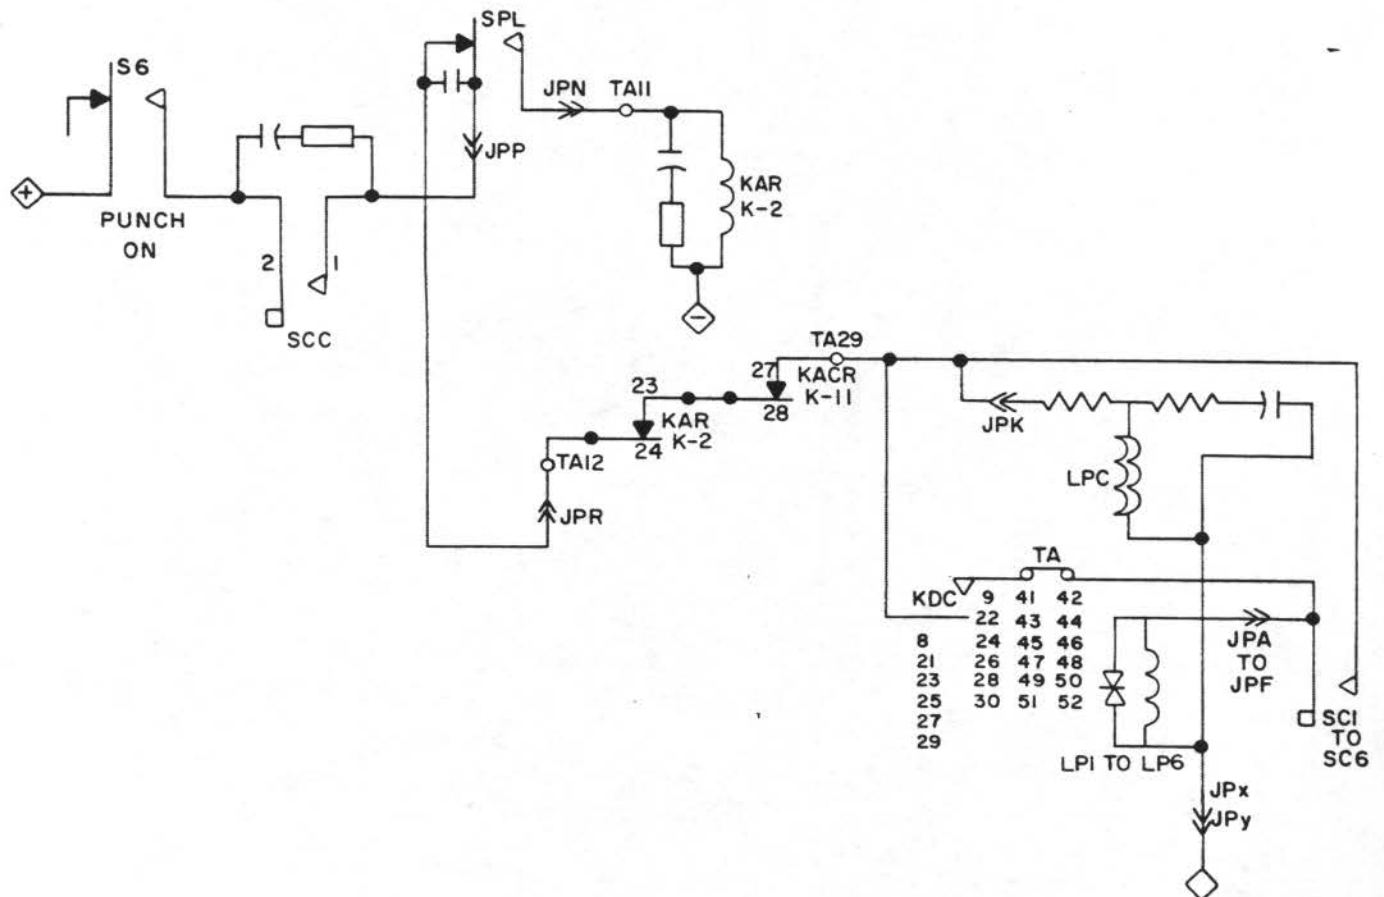 SPL
S6
JPN TA11
+
JPP
PUNCH
ON
KAR
K-2
2 1
SCC
-
TA29
27 KACR
K-11
23
28
KAR
K-2
24
TA12
JPR
JPK
LPC
TA
KDC 9 41 42
22 43 44
8 24 45 46
21 26 47 48
23 28 49 50
25 30 51 52
27
29
JPA
TO
JPF
SC1
TO
SC6
LP1 TO LP6
JPx
JPy